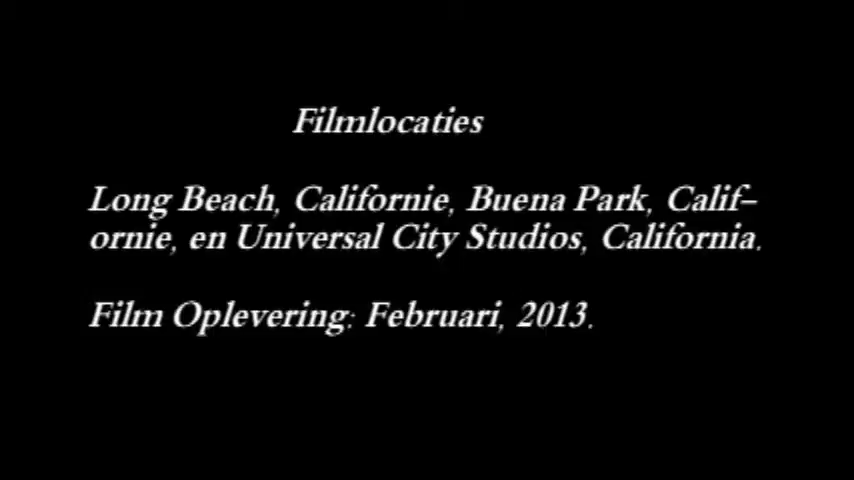 Filmlocaties
Long Beach, Californie, Buena Park, Calif-
ornie, en Universal City Studios, California.
Film Oplevering: Februari, 2013.